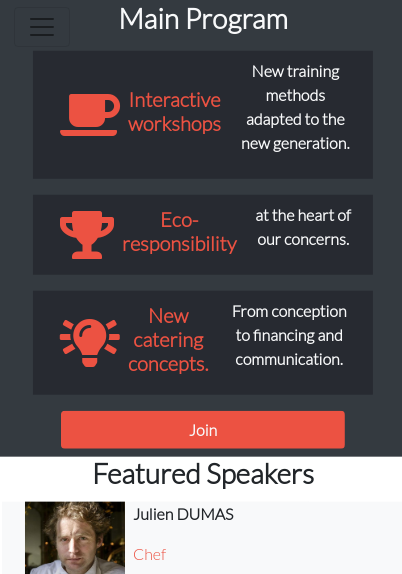 Main Program
Interactive
workshops
New training
methods
adapted to the
new generation.
Eco-
responsibility
at the heart of
our concerns.
New
catering
concepts.
From conception
to financing and
communication.
Join
Featured Speakers
Julien DUMAS
Chef